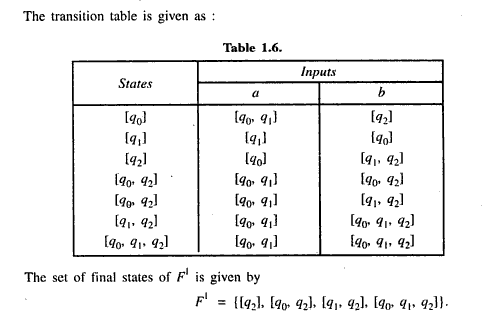 The transition table is given as :
Table 1.6.
States Inputs
a b
[q0] [q0, q1] [q2]
[q1] [q1] [q0]
[q2] [q0] [q1, q2]
[q0, q2] [q0, q1] [q0, q2]
[q0, q2] [q0, q1] [q1, q2]
[q1, q2] [q0, q1] [q0, q1, q2]
[q0, q1, q2] [q0, q1] [q0, q1, q2]
The set of final states of F¹ is given by
F¹ = {[q2], [q0, q2], [q1, q2], [q0, q1, q2]}.